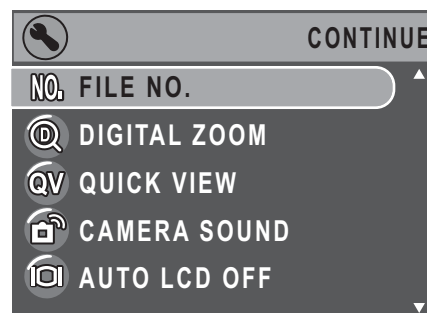 CONTINUE
NO. FILE NO.
D DIGITAL ZOOM
QV QUICK VIEW
CAMERA SOUND
AUTO LCD OFF